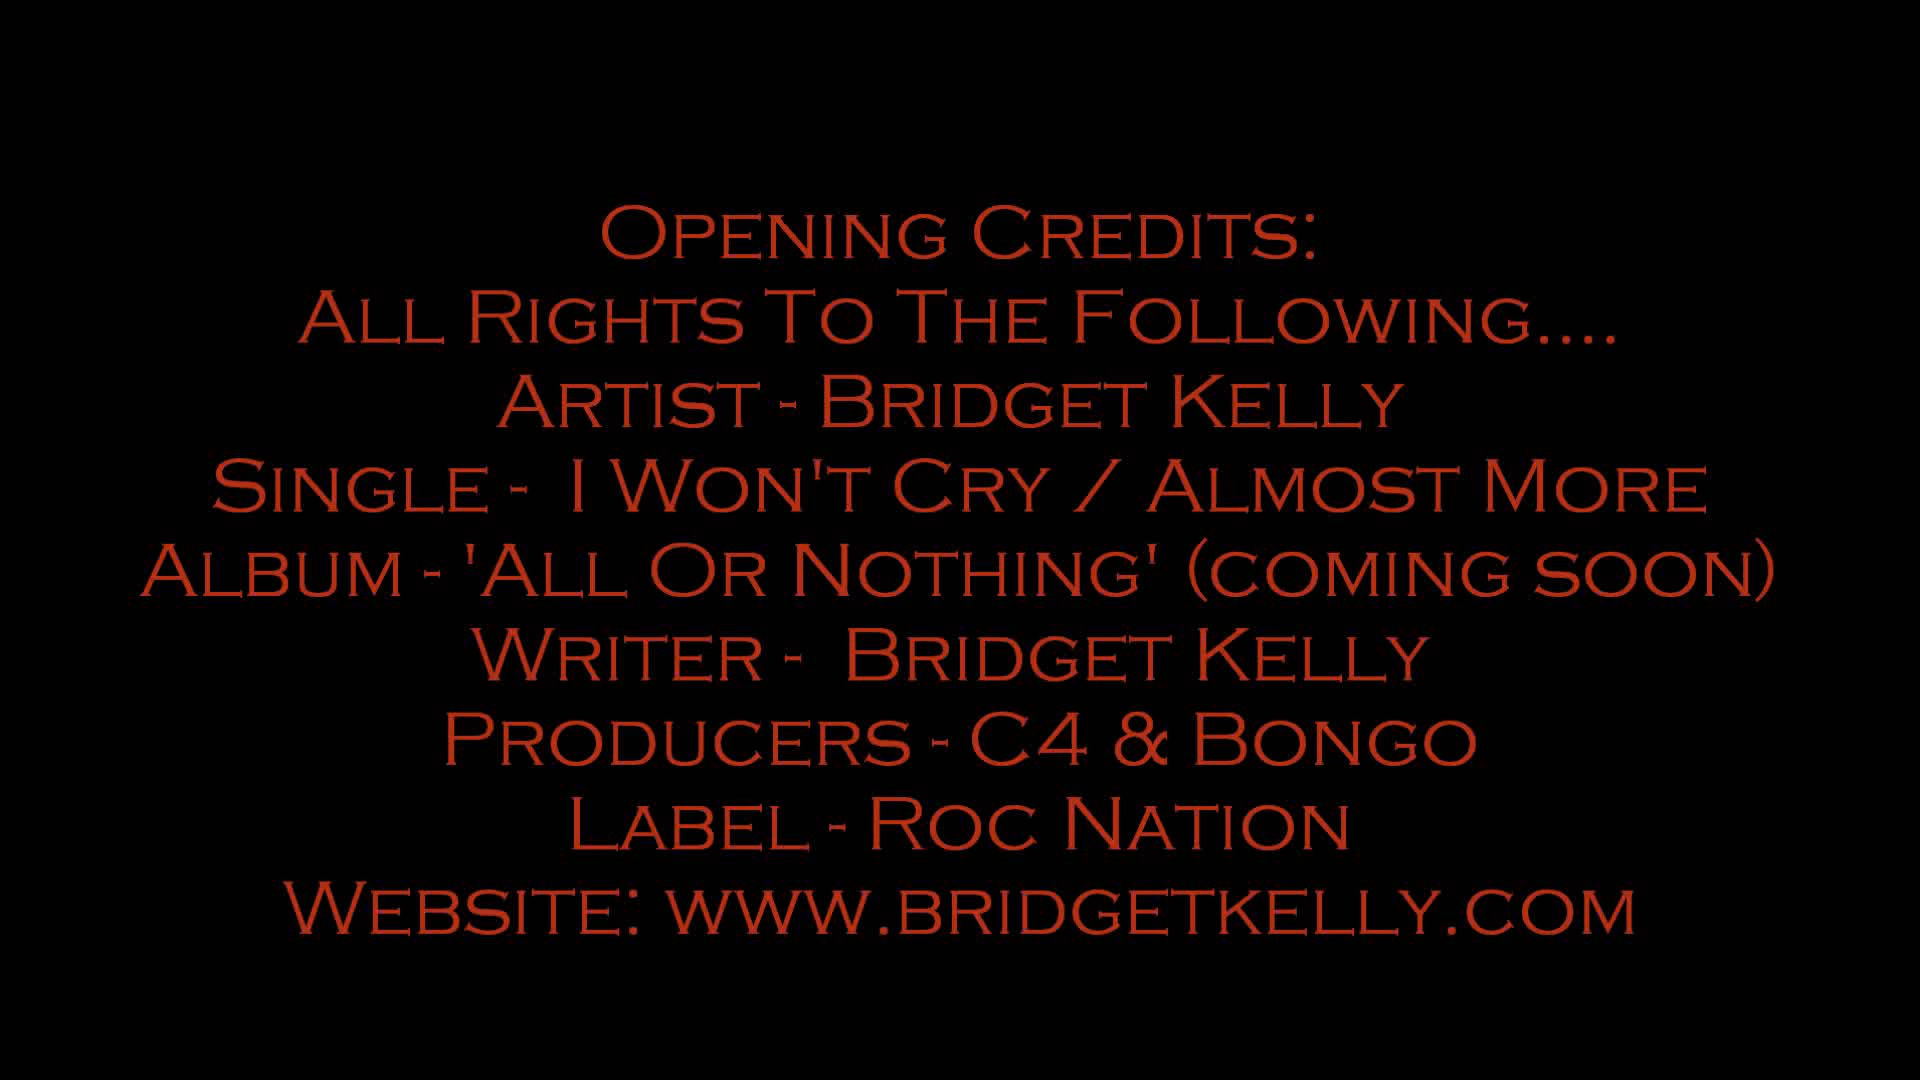 Opening Credits:
All Rights To The Following....
Artist - Bridget Kelly
Single -  I Won't Cry / Almost More
Album - 'All Or Nothing' (coming soon)
Writer -  Bridget Kelly
Producers - C4 & Bongo
Label - Roc Nation
Website: www.bridgetkelly.com